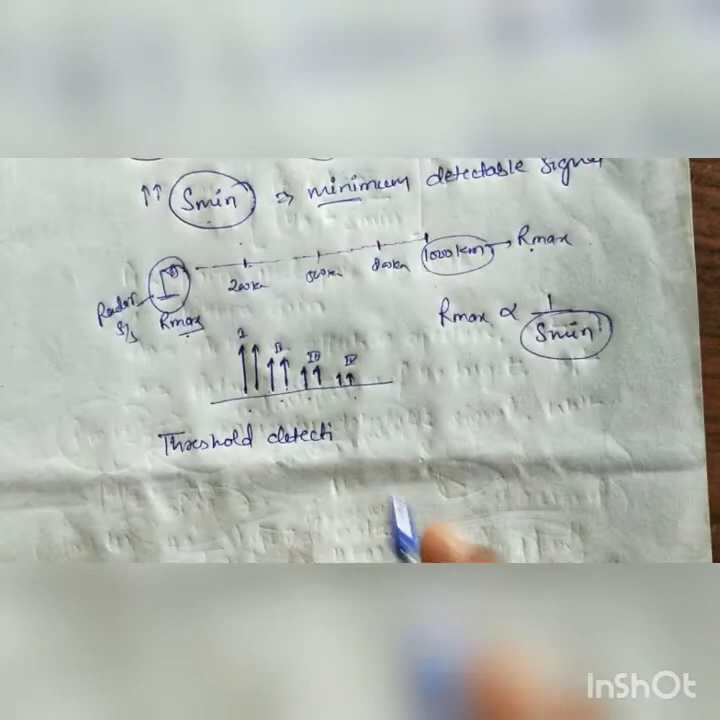 ↑↑ Smin ⇒ minimum detectable signal
200km 800km 1000km → Rmax
Radar
S/s Rmax
Rmax ∝ 1/Smin
I II III IV
Threshold detecti
InShOt